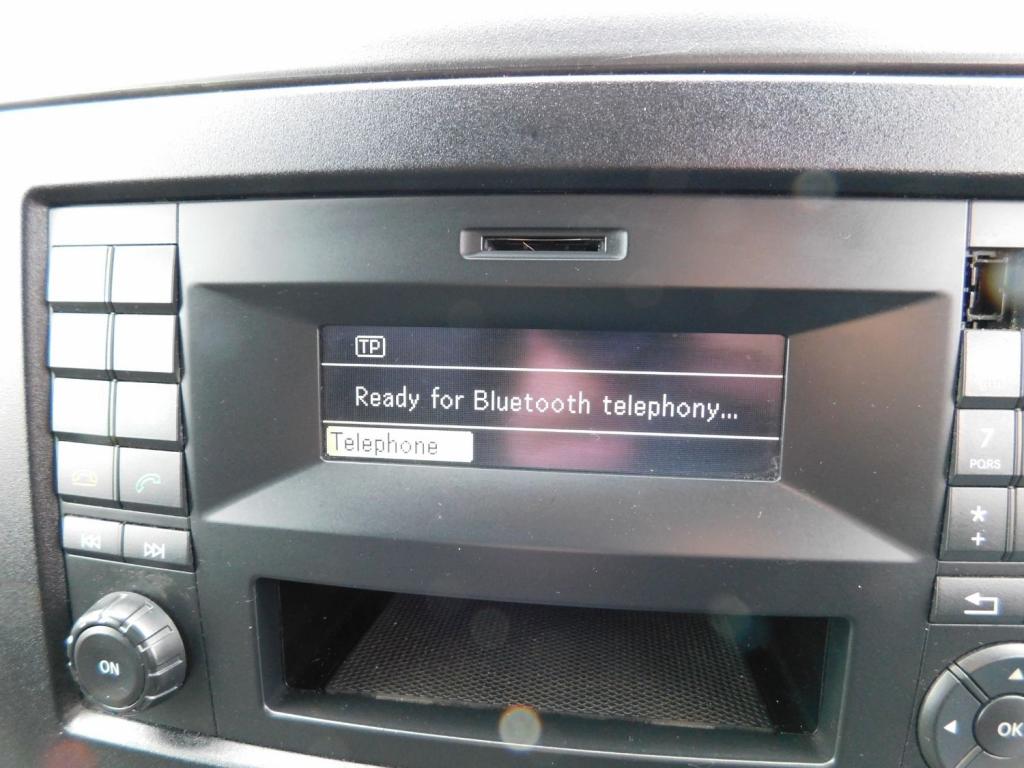 TP
Ready for Bluetooth telephony...
Telephone
7
PQRS
*
+
ON
OK